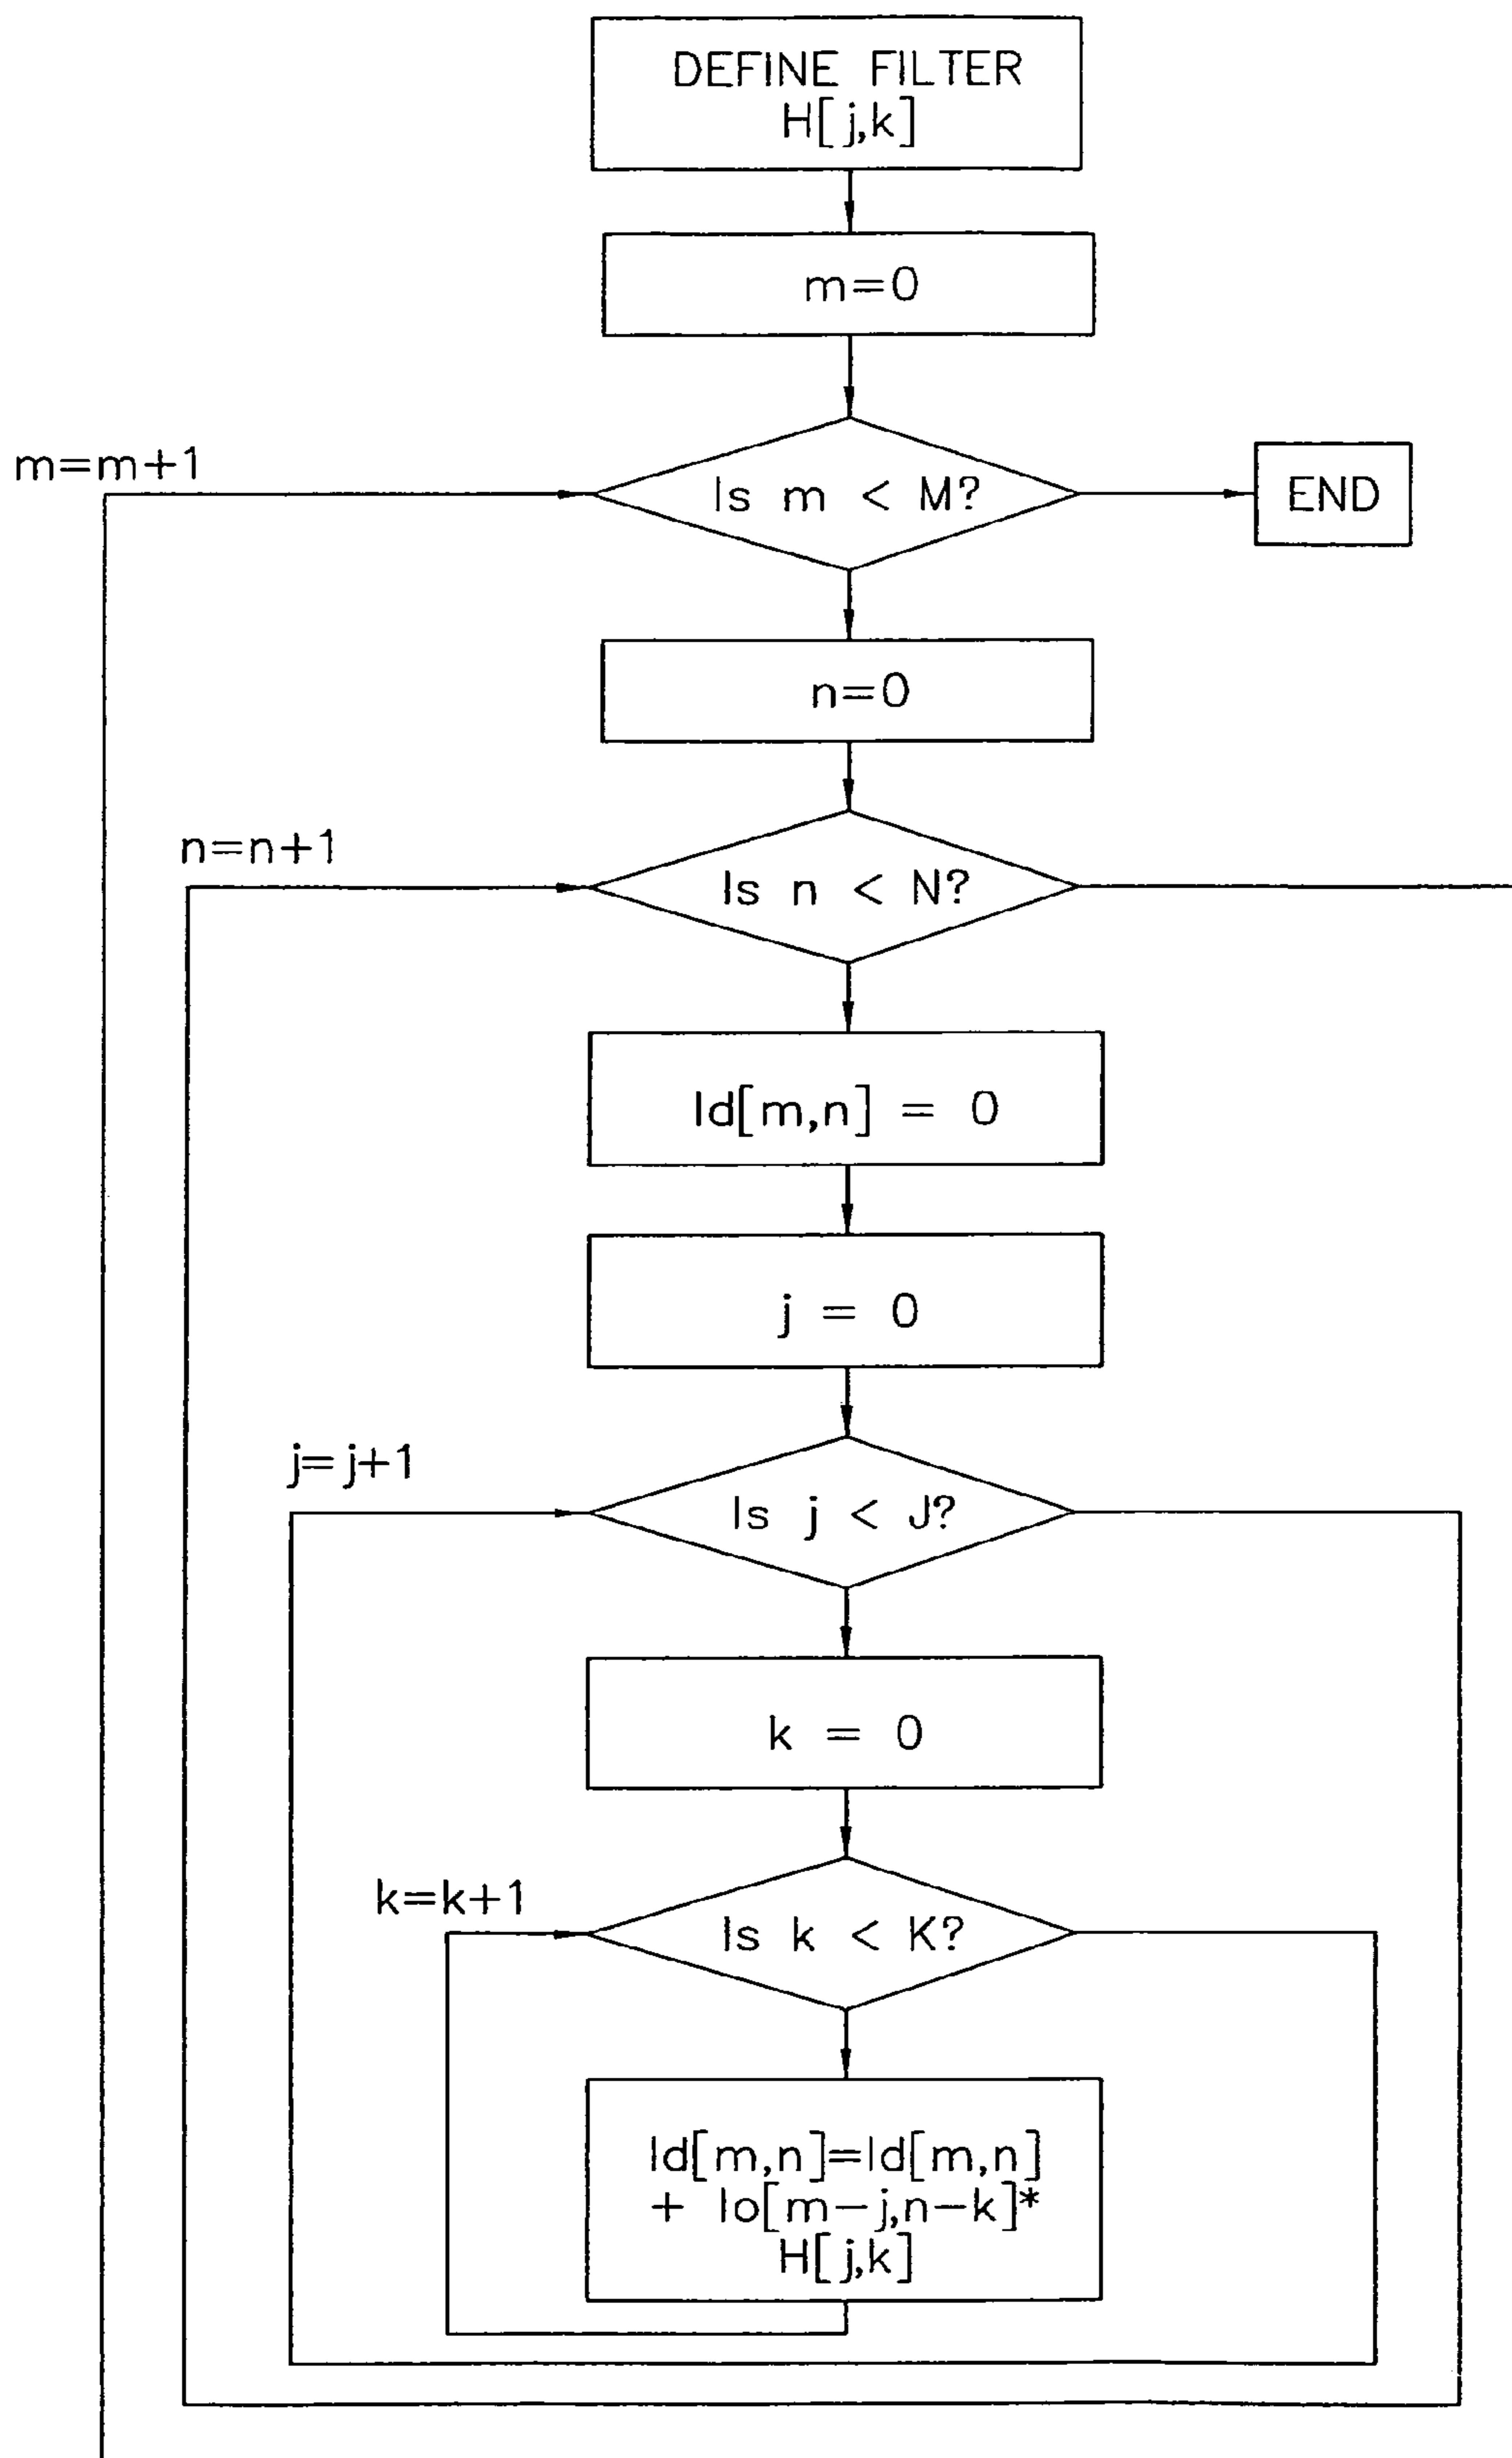 DEFINE FILTER
H[j,k]
m=0
m=m+1
Is m < M?
END
n=0
n=n+1
Is n < N?
Id[m,n] = 0
j = 0
j=j+1
Is j < J?
k = 0
k=k+1
Is k < K?
Id[m,n]=Id[m,n]
+ Io[m-j,n-k]*
H[j,k]